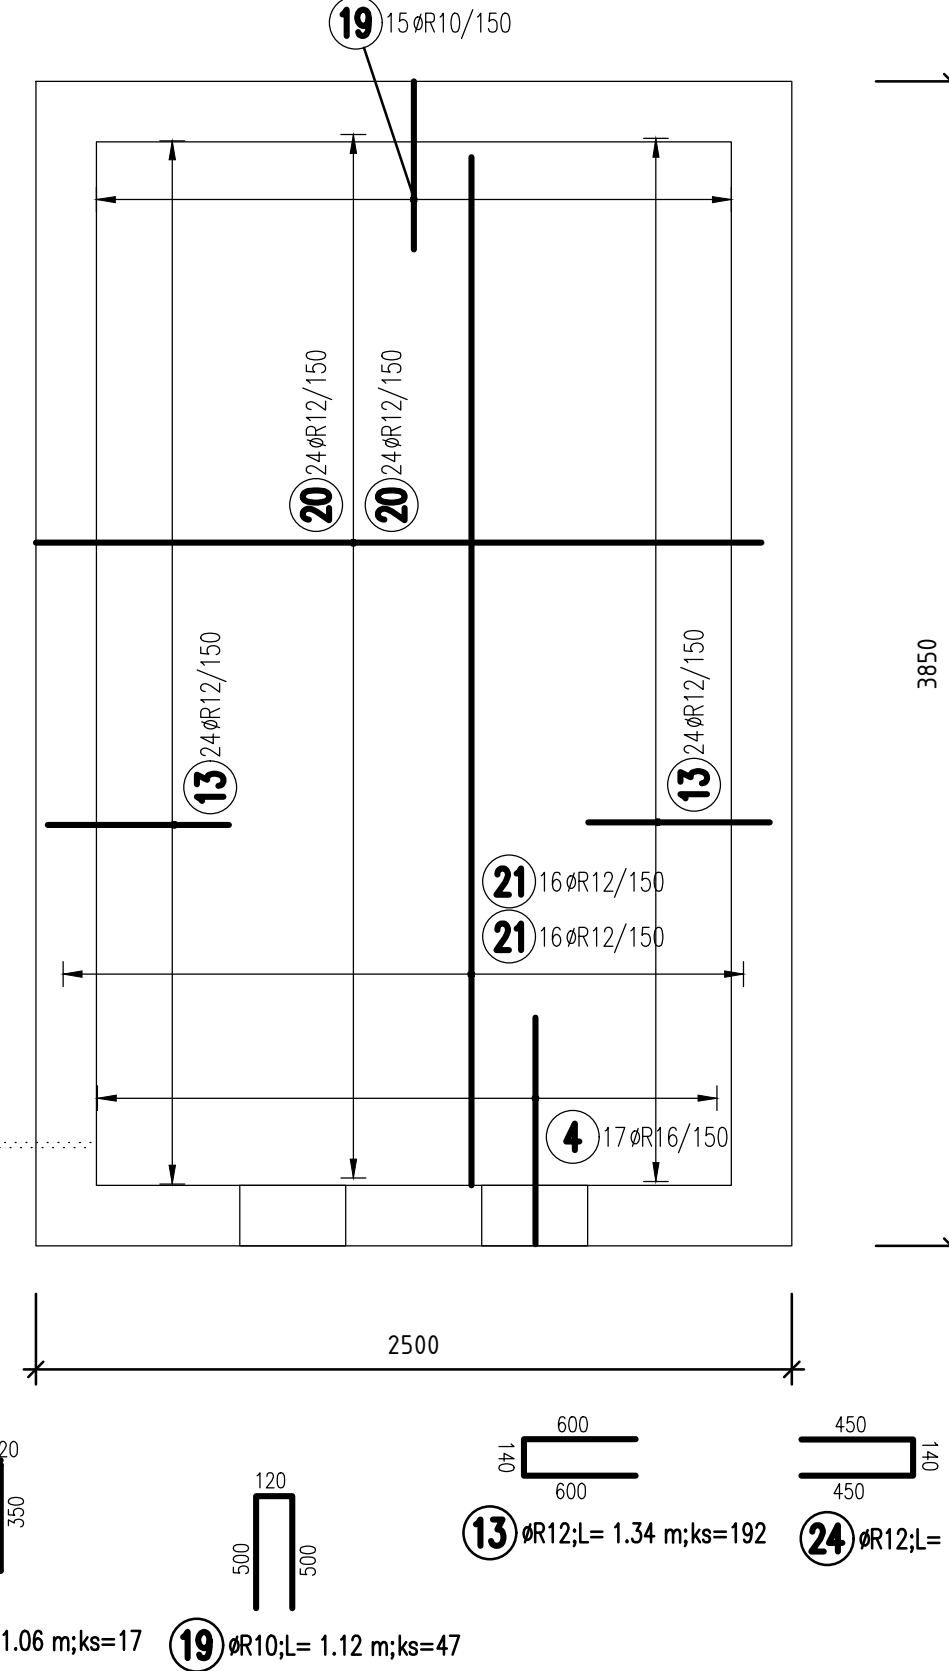 19 15øR10/150
20 24øR12/150
20 24øR12/150
13 24øR12/150
13 24øR12/150
3850
21 16øR12/150
21 16øR12/150
4 17øR16/150
2500
20
350
1.06 m;ks=17
120
500
500
19 øR10;L= 1.12 m;ks=47
600
140
600
13 øR12;L= 1.34 m;ks=192
450
140
450
24 øR12;L=